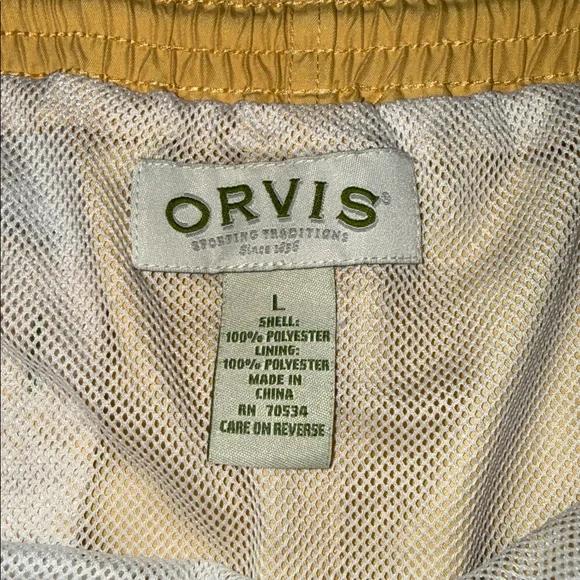 ORVIS®
SPORTING TRADITIONS
Since 1856
L
SHELL:
100% POLYESTER
LINING:
100% POLYESTER
MADE IN
CHINA
RN 70534
CARE ON REVERSE